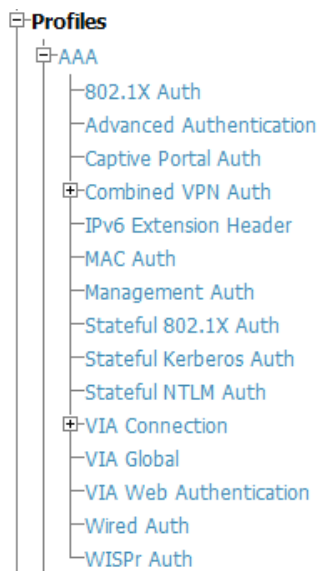 Profiles
AAA
802.1X Auth
Advanced Authentication
Captive Portal Auth
Combined VPN Auth
IPv6 Extension Header
MAC Auth
Management Auth
Stateful 802.1X Auth
Stateful Kerberos Auth
Stateful NTLM Auth
VIA Connection
VIA Global
VIA Web Authentication
Wired Auth
WISPr Auth